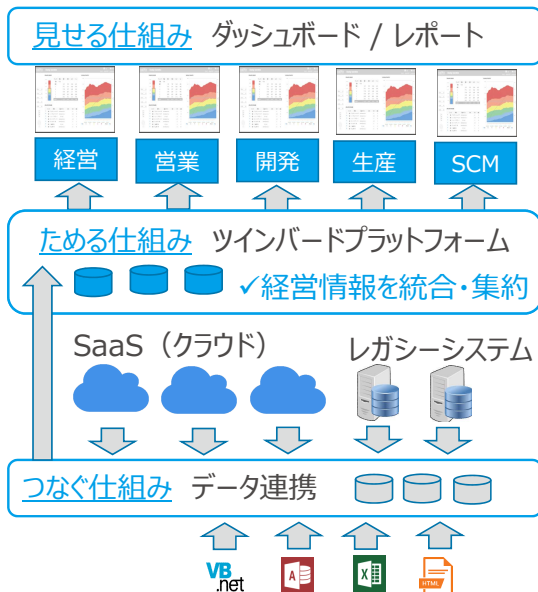 見せる仕組み ダッシュボード / レポート
経営
営業
開発
生産
SCM
ためる仕組み ツインバードプラットフォーム
✓経営情報を統合・集約
SaaS（クラウド）
レガシーシステム
つなぐ仕組み データ連携
VB
.net
A
X
HTML